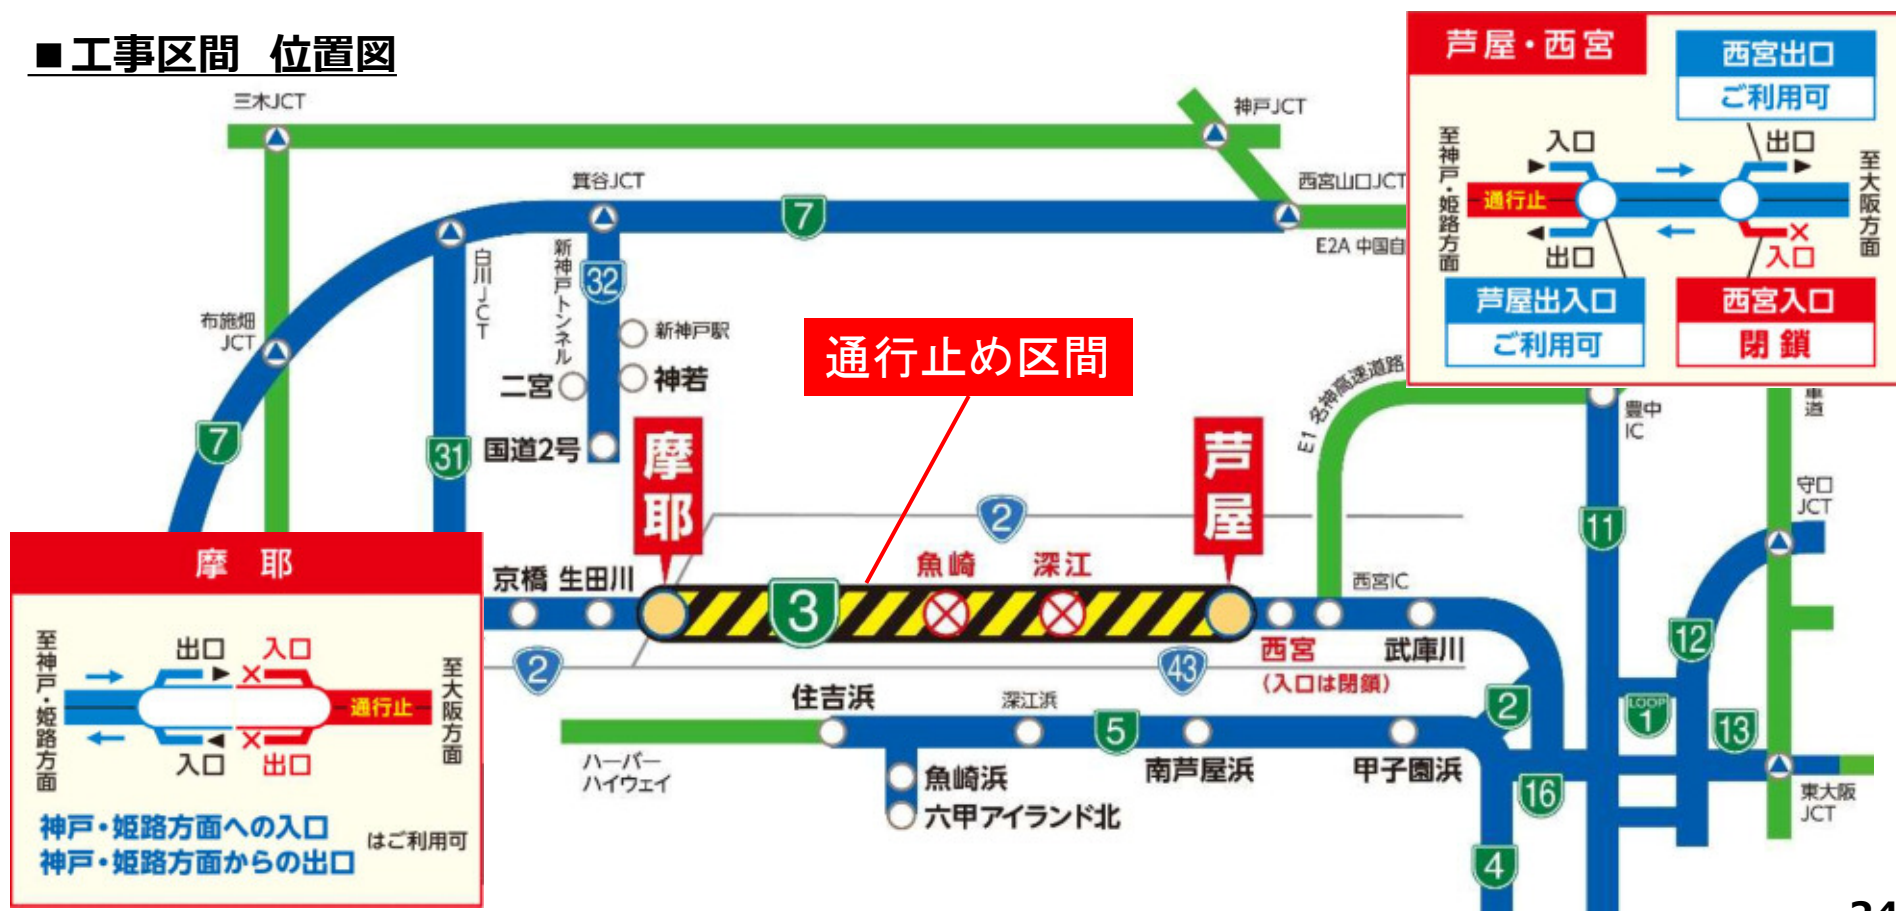 ■工事区間 位置図
三木JCT
神戸JCT
箕谷JCT
西宮山口JCT
E2A 中国自
7
白川JCT
新神戸トンネル
32
布施畑
JCT
新神戸駅
二宮
神若
7
31
国道2号
通行止め区間
E1 名神高速道路
豊中
IC
車道
守口
JCT
芦屋・西宮
西宮出口
ご利用可
至神戸・姫路方面
入口
出口
至大阪方面
通行止
出口
入口
芦屋出入口
ご利用可
西宮入口
閉鎖
摩耶
芦屋
2
11
京橋
生田川
3
魚崎
深江
西宮IC
12
2
43
西宮
(入口は閉鎖)
武庫川
住吉浜
深江浜
5
2
LOOP
1
13
ハーバー
ハイウェイ
魚崎浜
南芦屋浜
甲子園浜
16
東大阪
JCT
六甲アイランド北
4
摩耶
至神戸・姫路方面
出口
入口
至大阪方面
通行止
入口
出口
神戸・姫路方面への入口
神戸・姫路方面からの出口
はご利用可